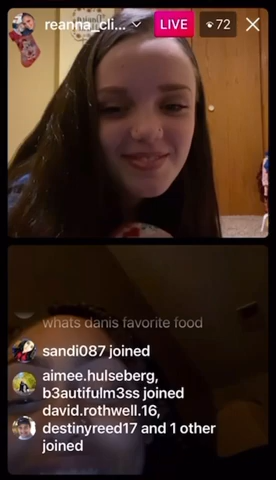 reanna_cli...
LIVE
72
whats danis favorite food
sandi087 joined
aimee.hulseberg,
b3autifulm3ss joined
david.rothwell.16,
destinyreed17 and 1 other
joined